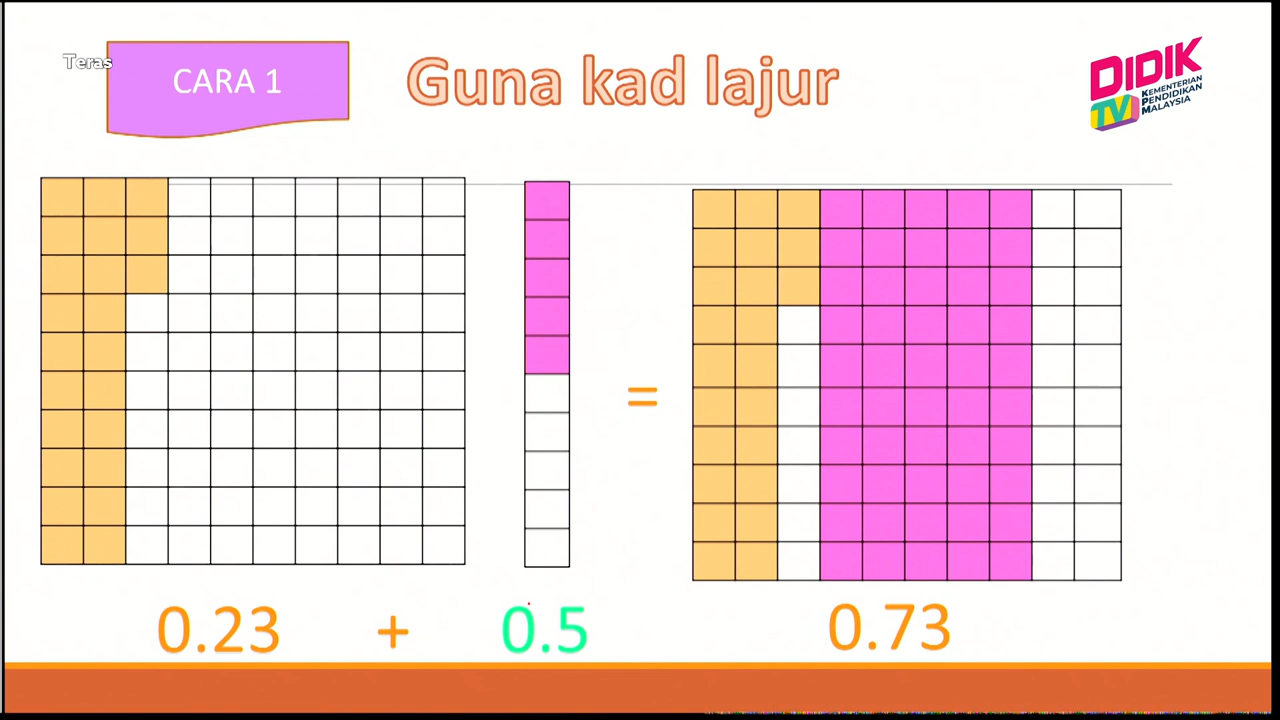 Teras
CARA 1
Guna kad lajur
DIDIK
TV
KEMENTERIAN
PENDIDIKAN
MALAYSIA
=
0.23 + 0.5 0.73